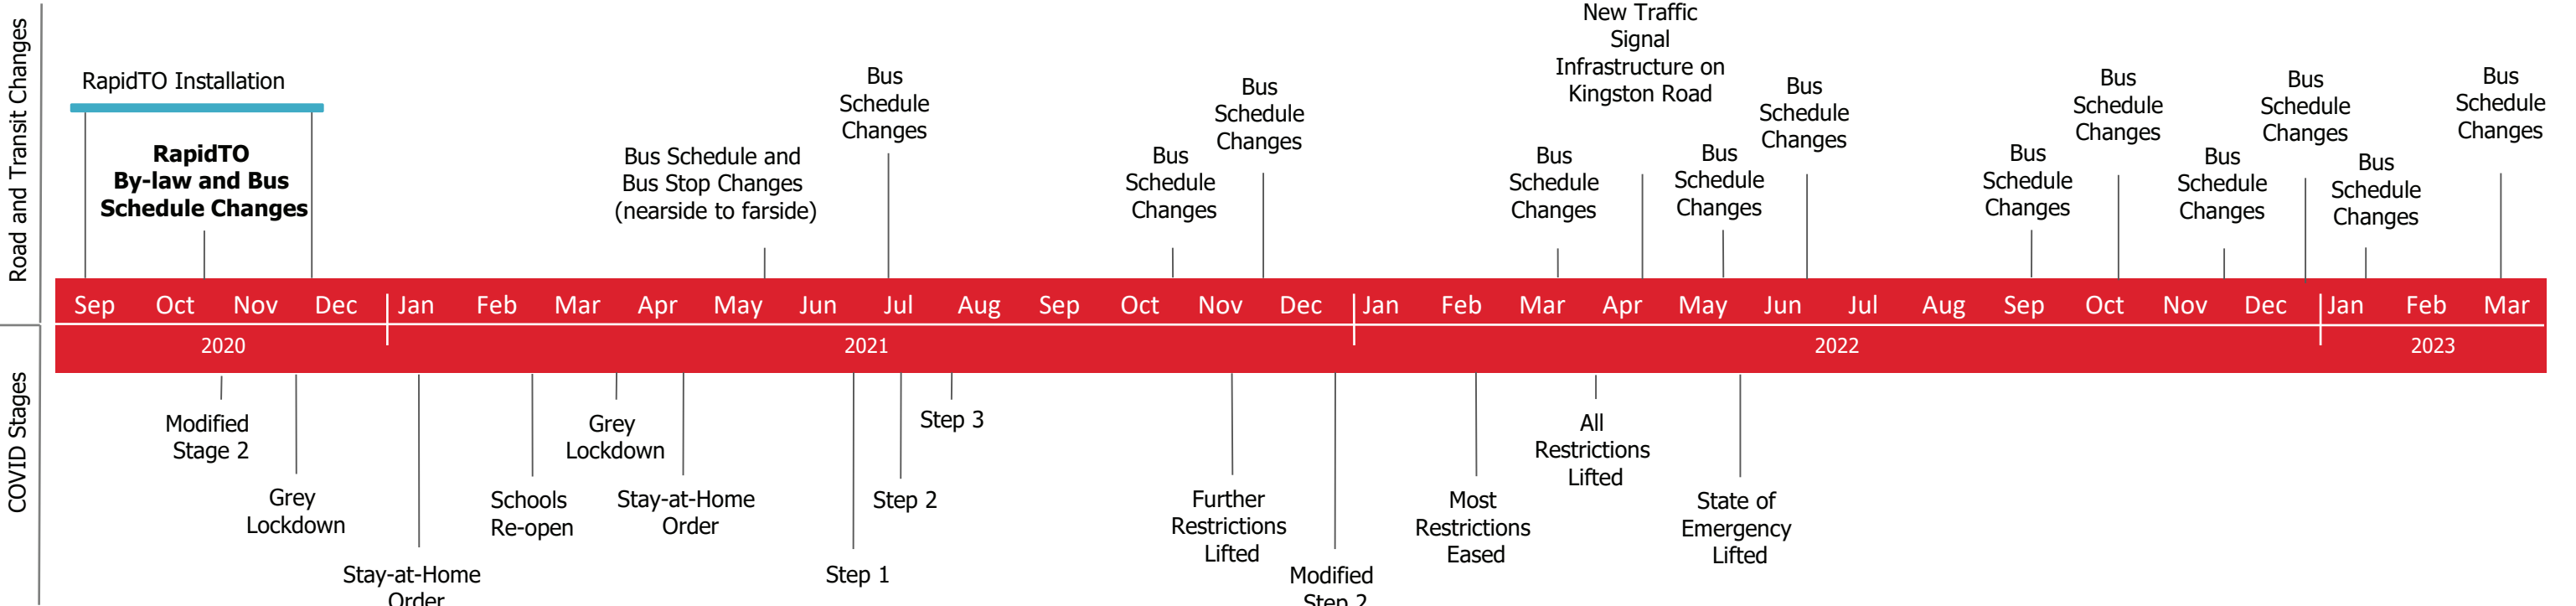 Road and Transit Changes
RapidTO Installation
RapidTO
By-law and Bus
Schedule Changes
Bus Schedule and
Bus Stop Changes
(nearside to farside)
Bus
Schedule
Changes
Bus
Schedule
Changes
Bus
Schedule
Changes
Bus
Schedule
Changes
New Traffic
Signal
Infrastructure on
Kingston Road
Bus
Schedule
Changes
Bus
Schedule
Changes
Bus
Schedule
Changes
Bus
Schedule
Changes
Bus
Schedule
Changes
Bus
Schedule
Changes
Bus
Schedule
Changes
Bus
Schedule
Changes
Sep Oct Nov Dec Jan Feb Mar Apr May Jun Jul Aug Sep Oct Nov Dec Jan Feb Mar Apr May Jun Jul Aug Sep Oct Nov Dec Jan Feb Mar
2020 2021 2022 2023
COVID Stages
Modified
Stage 2
Grey
Lockdown
Stay-at-Home
Order
Schools
Re-open
Grey
Lockdown
Stay-at-Home
Order
Step 1
Step 2
Step 3
Further
Restrictions
Lifted
Modified
Step 2
Most
Restrictions
Eased
All
Restrictions
Lifted
State of
Emergency
Lifted